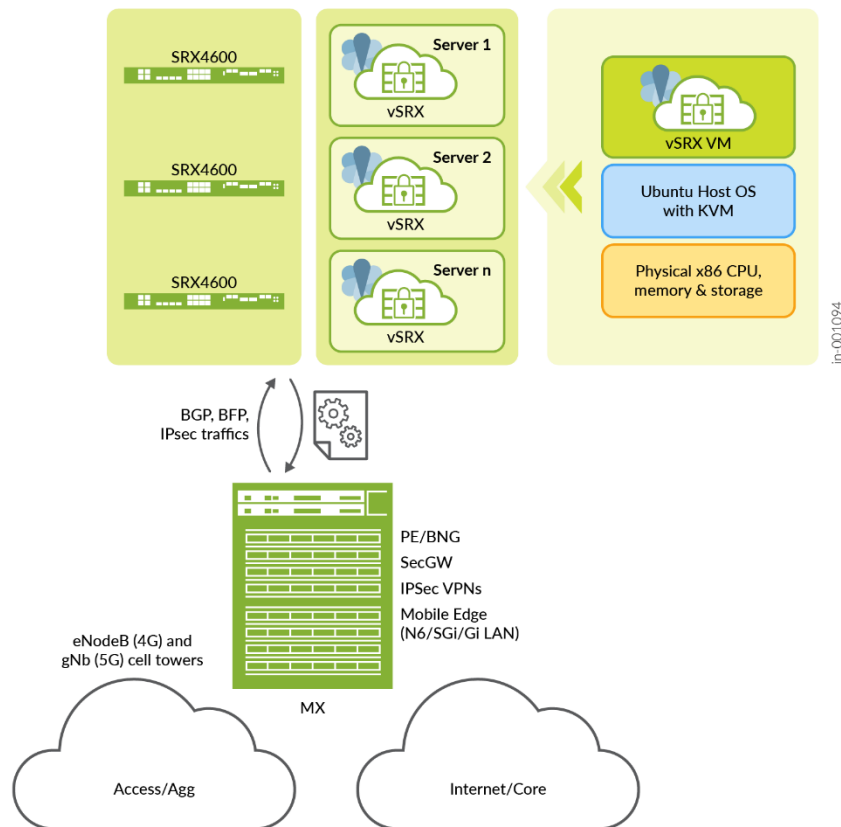 SRX4600
SRX4600
SRX4600
Server 1
vSRX
Server 2
vSRX
Server n
vSRX
vSRX VM
Ubuntu Host OS
with KVM
Physical x86 CPU,
memory & storage
jn-001094
BGP, BFP,
IPsec traffics
PE/BNG
SecGW
IPSec VPNs
Mobile Edge
(N6/SGi/Gi LAN)
eNodeB (4G) and
gNb (5G) cell towers
MX
Access/Agg
Internet/Core